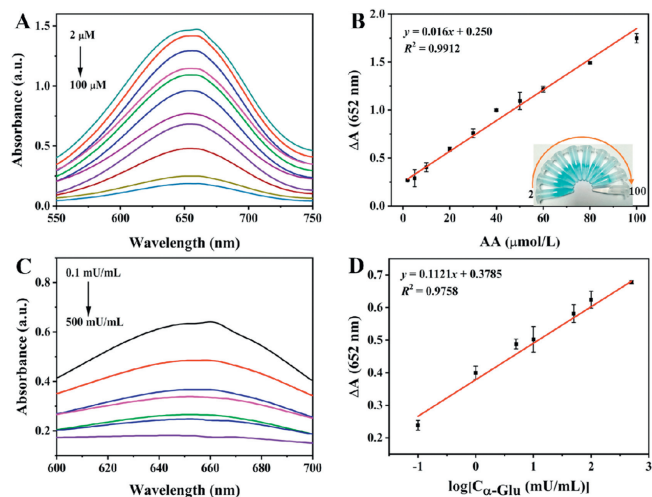 A
2 μM
100 μM
1.5
1.0
0.5
0.0
550 600 650 700 750
Absorbance (a.u.)
Wavelength (nm)
B
y = 0.016x + 0.250
R² = 0.9912
2.0
1.5
1.0
0.5
0.0
0 20 40 60 80 100
ΔA (652 nm)
AA (μmol/L)
2
100
C
0.1 mU/mL
500 mU/mL
0.8
0.6
0.4
0.2
600 620 640 660 680 700
Absorbance (a.u.)
Wavelength (nm)
D
y = 0.1121x + 0.3785
R² = 0.9758
0.7
0.6
0.5
0.4
0.3
0.2
-1 0 1 2 3
ΔA (652 nm)
log[Cα-Glu (mU/mL)]